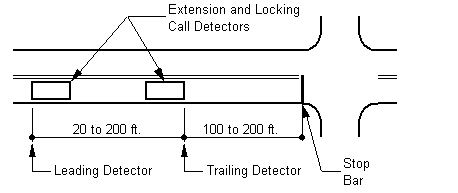 Extension and Locking
Call Detectors
20 to 200 ft.
100 to 200 ft.
Leading Detector
Trailing Detector
Stop
Bar